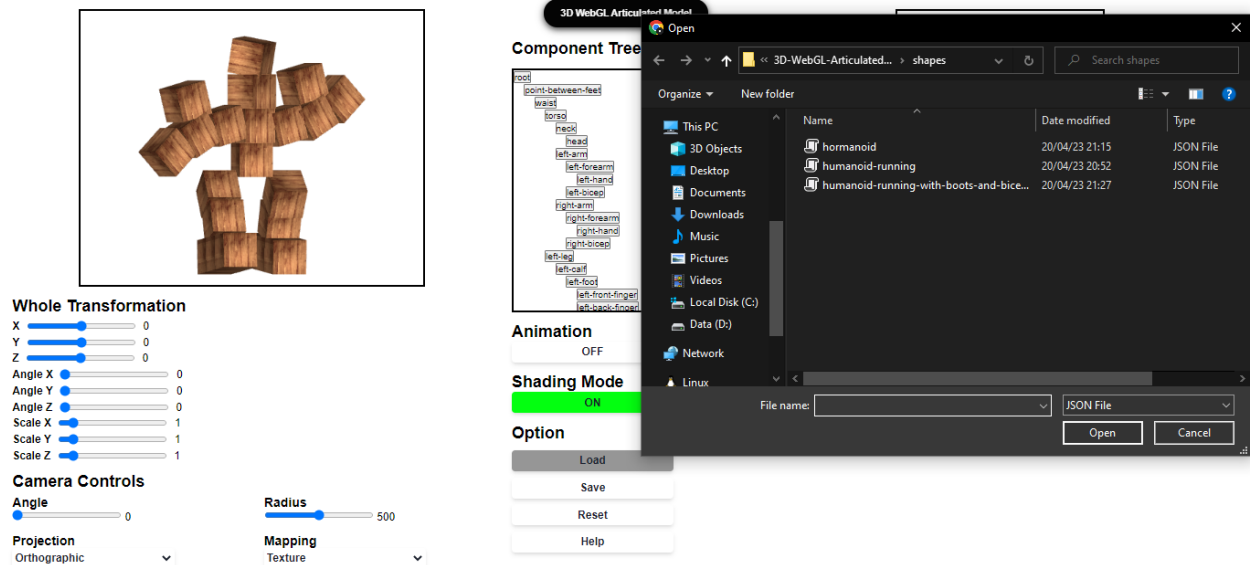 3D WebGL Articulated Model
Component Tree
root
point-between-feet
waist
torso
neck
head
left-arm
left-forearm
left-hand
left-bicep
right-arm
right-forearm
right-hand
right-bicep
left-leg
left-calf
left-foot
left-front-finger
left-back-finger
Animation
OFF
Shading Mode
ON
Option
Load
Save
Reset
Help
Whole Transformation
X 0
Y 0
Z 0
Angle X 0
Angle Y 0
Angle Z 0
Scale X 1
Scale Y 1
Scale Z 1
Camera Controls
Angle
0
Radius
500
Projection
Orthographic
Mapping
Texture
Open
« 3D-WebGL-Articulated... › shapes
Search shapes
Organize
New folder
This PC
3D Objects
Desktop
Documents
Downloads
Music
Pictures
Videos
Local Disk (C:)
Data (D:)
Network
Linux
Name Date modified Type
hormanoid 20/04/23 21:15 JSON File
humanoid-running 20/04/23 20:52 JSON File
humanoid-running-with-boots-and-bice... 20/04/23 21:27 JSON File
File name:
JSON File
Open
Cancel